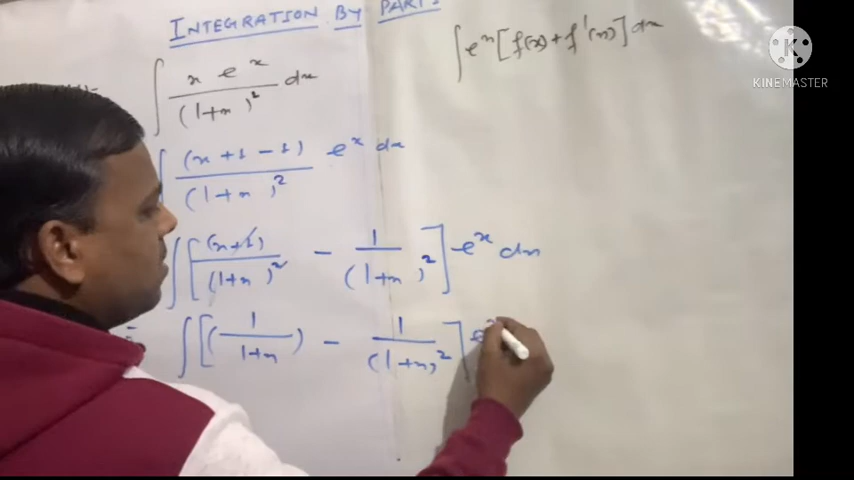 INTEGRATION BY PARTS
∫ e^x [f(x) + f'(x)] dx
K
KINEMASTER
∫ x e^x / (1+x)^2 dx
∫ (x+1-1) / (1+x)^2 e^x dx
∫ [(x+1) / (1+x)^2 - 1 / (1+x)^2] e^x dx
= ∫ [(1 / 1+x) - 1 / (1+x)^2] e^x